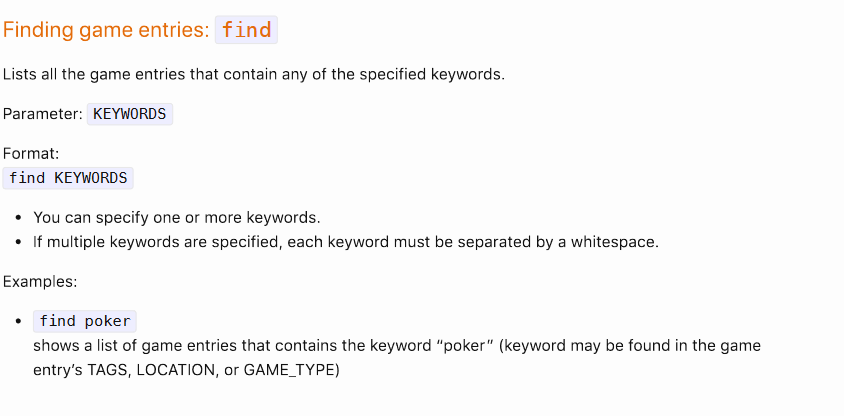 Finding game entries: find
Lists all the game entries that contain any of the specified keywords.
Parameter: KEYWORDS
Format:
find KEYWORDS
• You can specify one or more keywords.
• If multiple keywords are specified, each keyword must be separated by a whitespace.
Examples:
• find poker
shows a list of game entries that contains the keyword “poker” (keyword may be found in the game
entry’s TAGS, LOCATION, or GAME_TYPE)